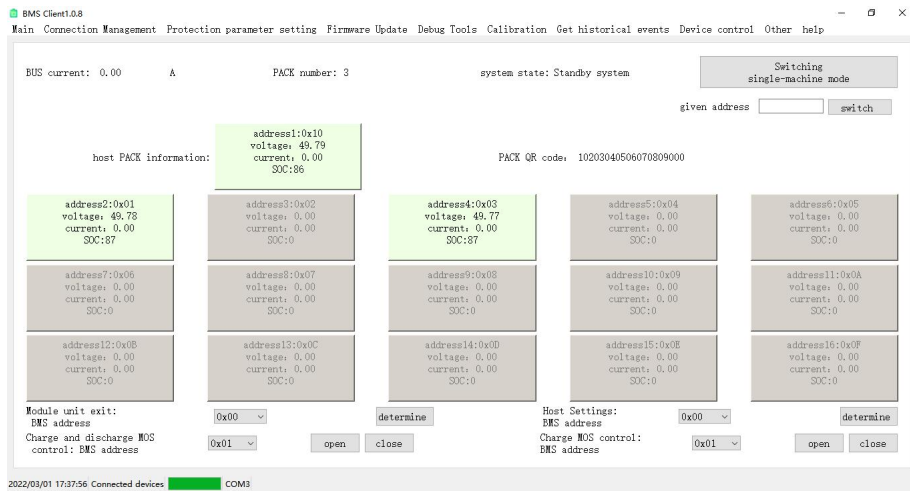 BMS Client1.0.8
Main Connection Management Protection parameter setting Firmware Update Debug Tools Calibration Get historical events Device control Other help
BUS current: 0.00 A PACK number: 3 system state: Standby system
Switching
single-machine mode
given address switch
host PACK information:
address1:0x10
voltage: 49.79
current: 0.00
SOC:86
PACK QR code: 10203040506070809000
address2:0x01
voltage: 49.78
current: 0.00
SOC:87
address3:0x02
voltage: 0.00
current: 0.00
SOC:0
address4:0x03
voltage: 49.77
current: 0.00
SOC:87
address5:0x04
voltage: 0.00
current: 0.00
SOC:0
address6:0x05
voltage: 0.00
current: 0.00
SOC:0
address7:0x06
voltage: 0.00
current: 0.00
SOC:0
address8:0x07
voltage: 0.00
current: 0.00
SOC:0
address9:0x08
voltage: 0.00
current: 0.00
SOC:0
address10:0x09
voltage: 0.00
current: 0.00
SOC:0
address11:0x0A
voltage: 0.00
current: 0.00
SOC:0
address12:0x0B
voltage: 0.00
current: 0.00
SOC:0
address13:0x0C
voltage: 0.00
current: 0.00
SOC:0
address14:0x0D
voltage: 0.00
current: 0.00
SOC:0
address15:0x0E
voltage: 0.00
current: 0.00
SOC:0
address16:0x0F
voltage: 0.00
current: 0.00
SOC:0
Module unit exit:
BMS address
0x00
determine
Host Settings:
BMS address
0x00
determine
Charge and discharge MOS
control: BMS address
0x01
open close
Charge MOS control:
BMS address
0x01
open close
2022/03/01 17:37:56 Connected devices COM3